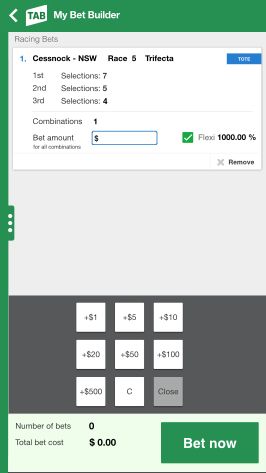 TAB My Bet Builder
Racing Bets
1. Cessnock - NSW Race 5 Trifecta
TOTE
1st Selections: 7
2nd Selections: 5
3rd Selections: 4
Combinations 1
Bet amount $ Flexi 1000.00 %
for all combinations
Remove
+$1 +$5 +$10
+$20 +$50 +$100
+$500 C Close
Number of bets 0
Total bet cost $ 0.00
Bet now